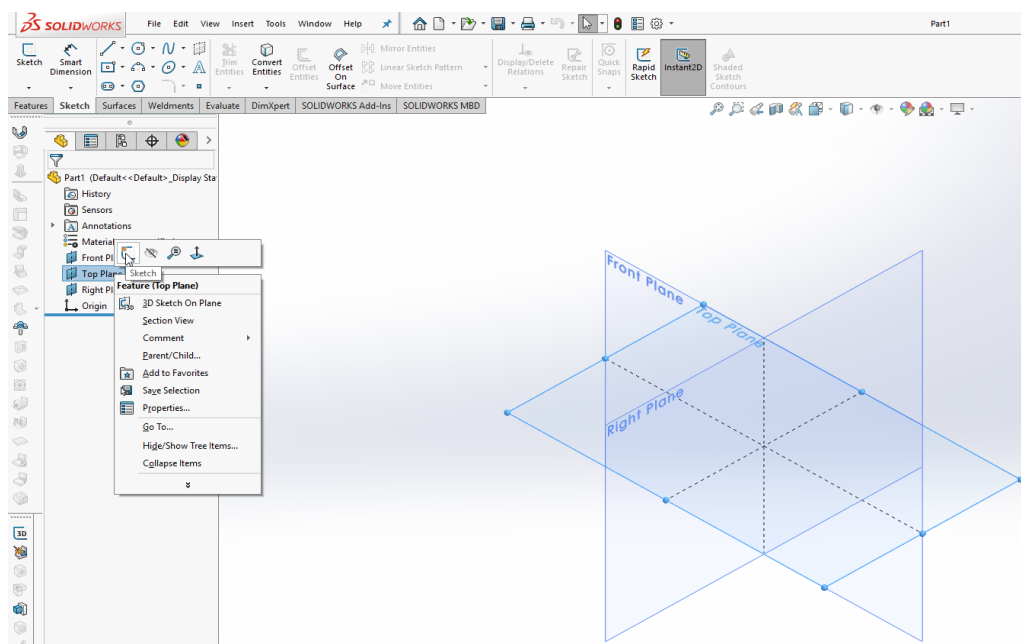 SOLIDWORKS File Edit View Insert Tools Window Help Part1
Sketch Smart Dimension Trim Entities Convert Entities Offset Entities Offset On Surface Mirror Entities Linear Sketch Pattern Move Entities Display/Delete Relations Repair Sketch Quick Snaps Rapid Sketch Instant2D Shaded Sketch Contours
Features Sketch Surfaces Weldments Evaluate DimXpert SOLIDWORKS Add-Ins SOLIDWORKS MBD
Part1 (Default<<Default>_Display Sta
History
Sensors
Annotations
Material
Front Pl
Top Plane
Right Pl
Origin
Sketch
Feature (Top Plane)
3D Sketch On Plane
Section View
Comment
Parent/Child...
Add to Favorites
Save Selection
Properties...
Go To...
Hide/Show Tree Items...
Collapse Items
3D
Front Plane
Top Plane
Right Plane